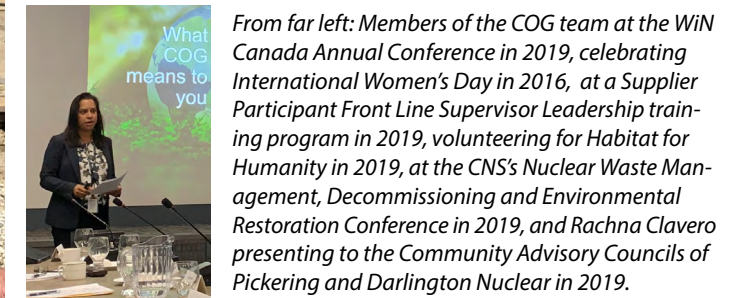 What
COG
means to
you
From far left: Members of the COG team at the WiN
Canada Annual Conference in 2019, celebrating
International Women’s Day in 2016,  at a Supplier
Participant Front Line Supervisor Leadership train-
ing program in 2019, volunteering for Habitat for
Humanity in 2019, at the CNS’s Nuclear Waste Man-
agement, Decommissioning and Environmental
Restoration Conference in 2019, and Rachna Clavero
presenting to the Community Advisory Councils of
Pickering and Darlington Nuclear in 2019.